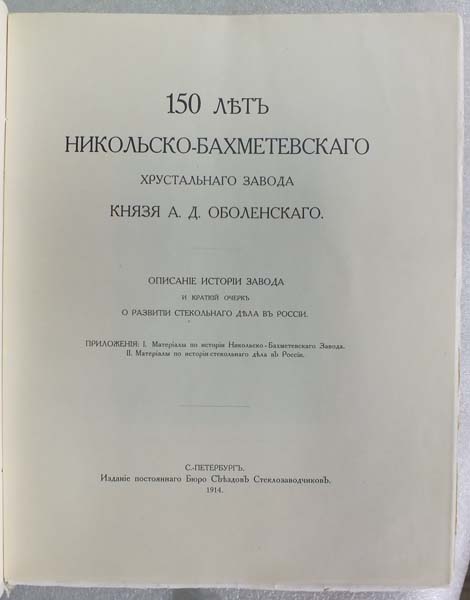 150 ЛѢТЪ
НИКОЛЬСКО-БАХМЕТЕВСКАГО
ХРУСТАЛЬНАГО ЗАВОДА
КНЯЗЯ А. Д. ОБОЛЕНСКАГО.
ОПИСАНІЕ ИСТОРІИ ЗАВОДА
И КРАТКІЙ ОЧЕРКЪ
О РАЗВИТІИ СТЕКОЛЬНАГО ДѢЛА ВЪ РОССІИ.
ПРИЛОЖЕНІЯ: I. Матеріалы по исторіи Никольско-Бахметевскаго Завода.
II. Матеріалы по исторіи стекольнаго дѣла въ Россіи.
С.-ПЕТЕРБУРГЪ.
Изданіе постояннаго Бюро Съѣздовъ Стеклозаводчиковъ.
1914.